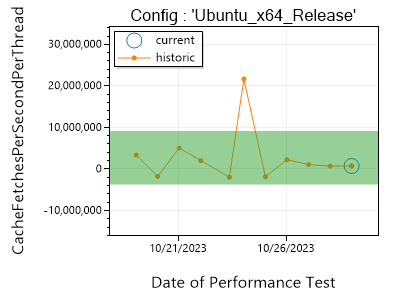 Config : 'Ubuntu_x64_Release'
current
historic
CacheFetchesPerSecondPerThread
30,000,000
20,000,000
10,000,000
0
-10,000,000
10/21/2023
10/26/2023
Date of Performance Test